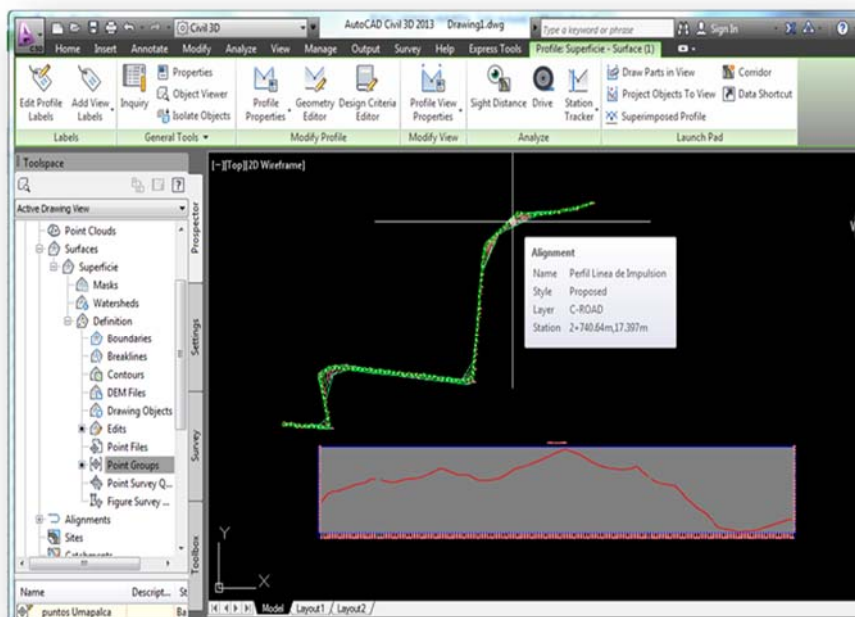 Civil 3D
AutoCAD Civil 3D 2013 Drawing1.dwg
Type a keyword or phrase
Sign In
Home Insert Annotate Modify Analyze View Manage Output Survey Help Express Tools Profile: Superficie - Surface (1)
Edit Profile Labels
Add View Labels
Inquiry
Properties
Object Viewer
Isolate Objects
Profile Properties
Geometry Editor
Design Criteria Editor
Profile View Properties
Sight Distance
Drive
Station Tracker
Draw Parts in View
Project Objects To View
Superimposed Profile
Corridor
Data Shortcut
Labels
General Tools
Modify Profile
Modify View
Analyze
Launch Pad
Toolspace
Active Drawing View
Point Clouds
Surfaces
Superficie
Masks
Watersheds
Definition
Boundaries
Breaklines
Contours
DEM Files
Drawing Objects
Edits
Point Files
Point Groups
Point Survey Q...
Figure Survey ...
Alignments
Sites
Catchments
Name Descript... St
puntos Umapalca Ba
Prospector
Settings
Survey
Toolbox
[-][Top][2D Wireframe]
W
Alignment
Name Perfil Linea de Impulsion
Style Proposed
Layer C-ROAD
Station 2+740.64m,17.397m
Y
X
Model Layout1 Layout2